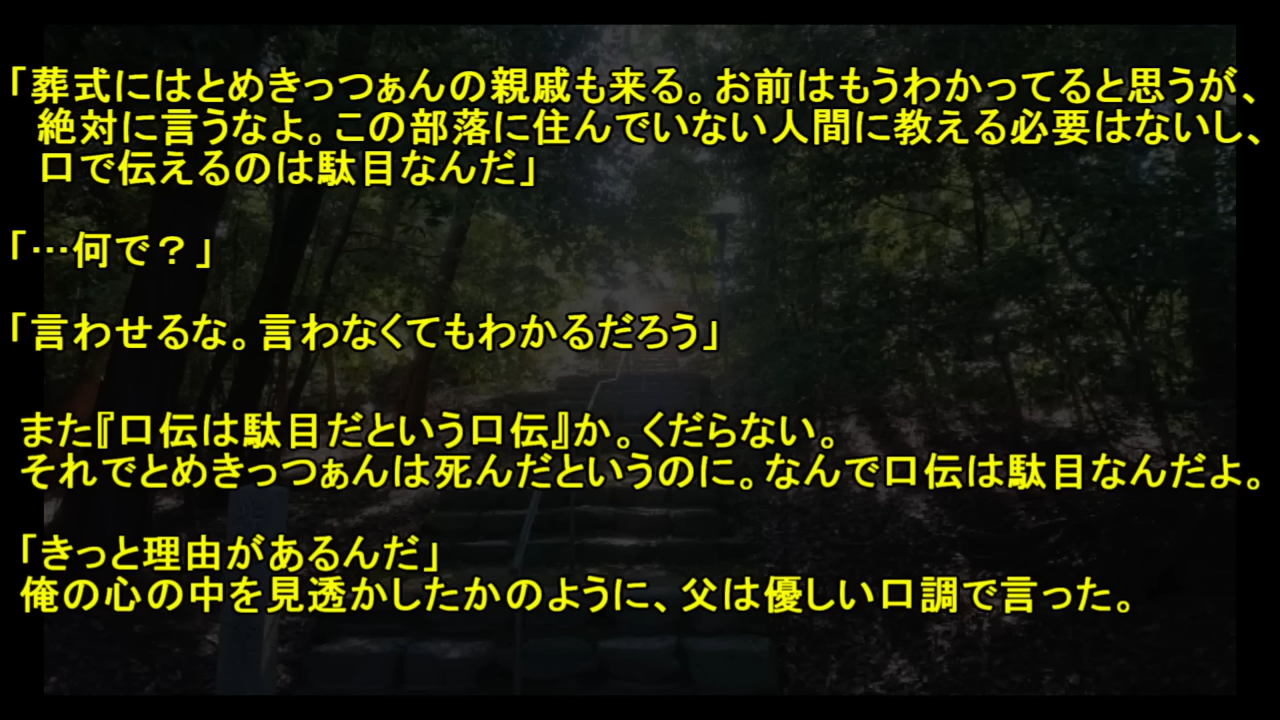 「葬式にはとめきっつぁんの親戚も来る。お前はもうわかってると思うが、
絶対に言うなよ。この部落に住んでいない人間に教える必要はないし、
口で伝えるのは駄目なんだ」
「…何で？」
「言わせるな。言わなくてもわかるだろう」
また『口伝は駄目だという口伝』か。くだらない。
それでとめきっつぁんは死んだというのに。なんで口伝は駄目なんだよ。
「きっと理由があるんだ」
俺の心の中を見透かしたかのように、父は優しい口調で言った。